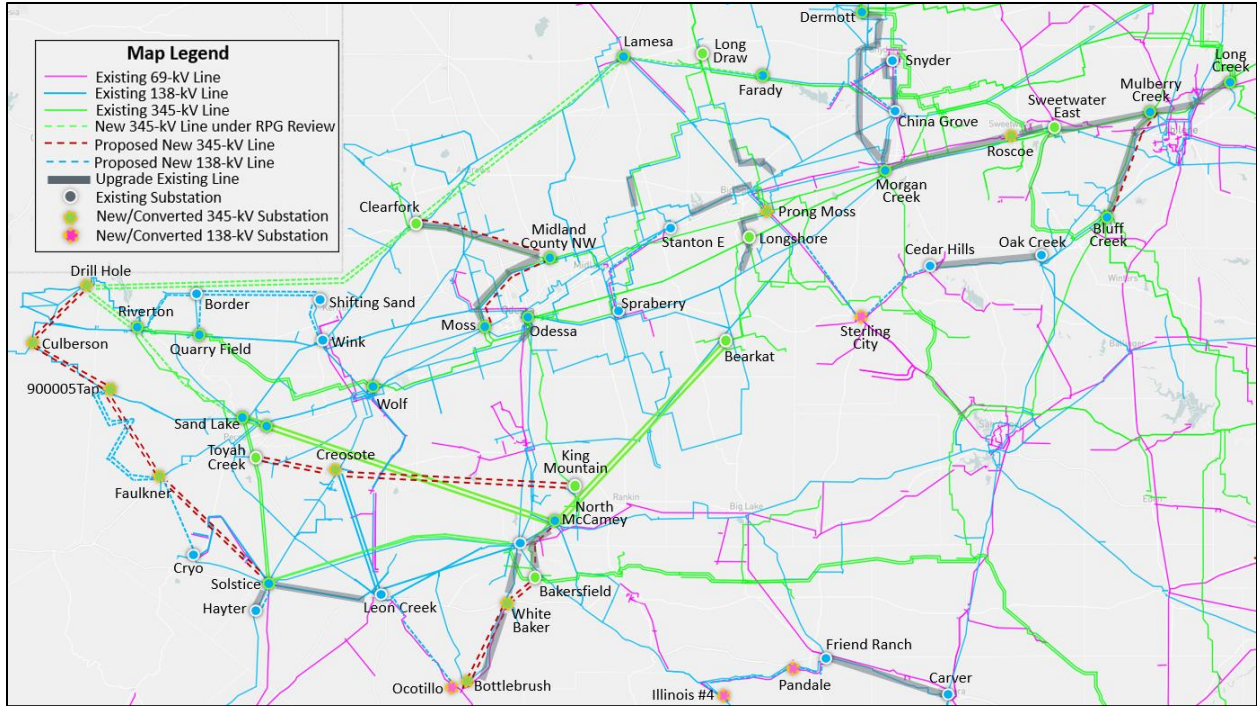 Map Legend
Existing 69-kV Line
Existing 138-kV Line
Existing 345-kV Line
New 345-kV Line under RPG Review
Proposed New 345-kV Line
Proposed New 138-kV Line
Upgrade Existing Line
Existing Substation
New/Converted 345-kV Substation
New/Converted 138-kV Substation
Dermott
Lamesa
Long
Draw
Farady
Snyder
China Grove
Sweetwater
East
Mulberry
Creek
Long
Creek
Roscoe
Morgan
Creek
Clearfork
Midland
County NW
Stanton E
Prong Moss
Longshore
Cedar Hills
Oak Creek
Bluff
Creek
Drill Hole
Border
Shifting Sand
Riverton
Quarry Field
Culberson
Wink
Moss
Odessa
Spraberry
Sterling
City
Bearkat
900005Tap
Wolf
Sand Lake
Toyah
Creek
Creosote
King
Mountain
North
McCamey
Rankin
Big Lake
Faulkner
Cryo
Solstice
Hayter
Leon Creek
Bakersfield
White
Baker
Ocotillo
Bottlebrush
Friend Ranch
Pandale
Illinois #4
Carver